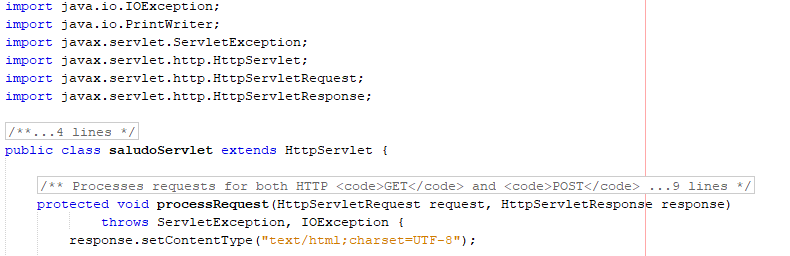 import java.io.IOException;
import java.io.PrintWriter;
import javax.servlet.ServletException;
import javax.servlet.http.HttpServlet;
import javax.servlet.http.HttpServletRequest;
import javax.servlet.http.HttpServletResponse;
/**...4 lines */
public class saludoServlet extends HttpServlet {
/** Processes requests for both HTTP <code>GET</code> and <code>POST</code> ...9 lines */
protected void processRequest(HttpServletRequest request, HttpServletResponse response)
throws ServletException, IOException {
response.setContentType("text/html;charset=UTF-8");